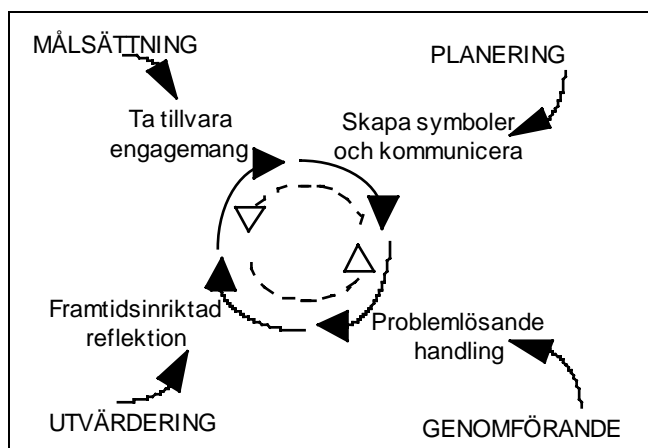 MÅLSÄTTNING
PLANERING
Ta tillvara
engagemang
Skapa symboler
och kommunicera
Framtidsinriktad
reflektion
Problemlösande
handling
UTVÄRDERING
GENOMFÖRANDE